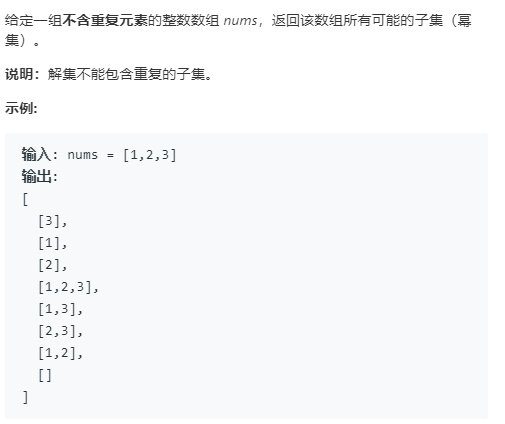 给定一组不含重复元素的整数数组 nums，返回该数组所有可能的子集（幂
集）。
说明：解集不能包含重复的子集。
示例:
输入: nums = [1,2,3]
输出:
[
  [3],
  [1],
  [2],
  [1,2,3],
  [1,3],
  [2,3],
  [1,2],
  []
]